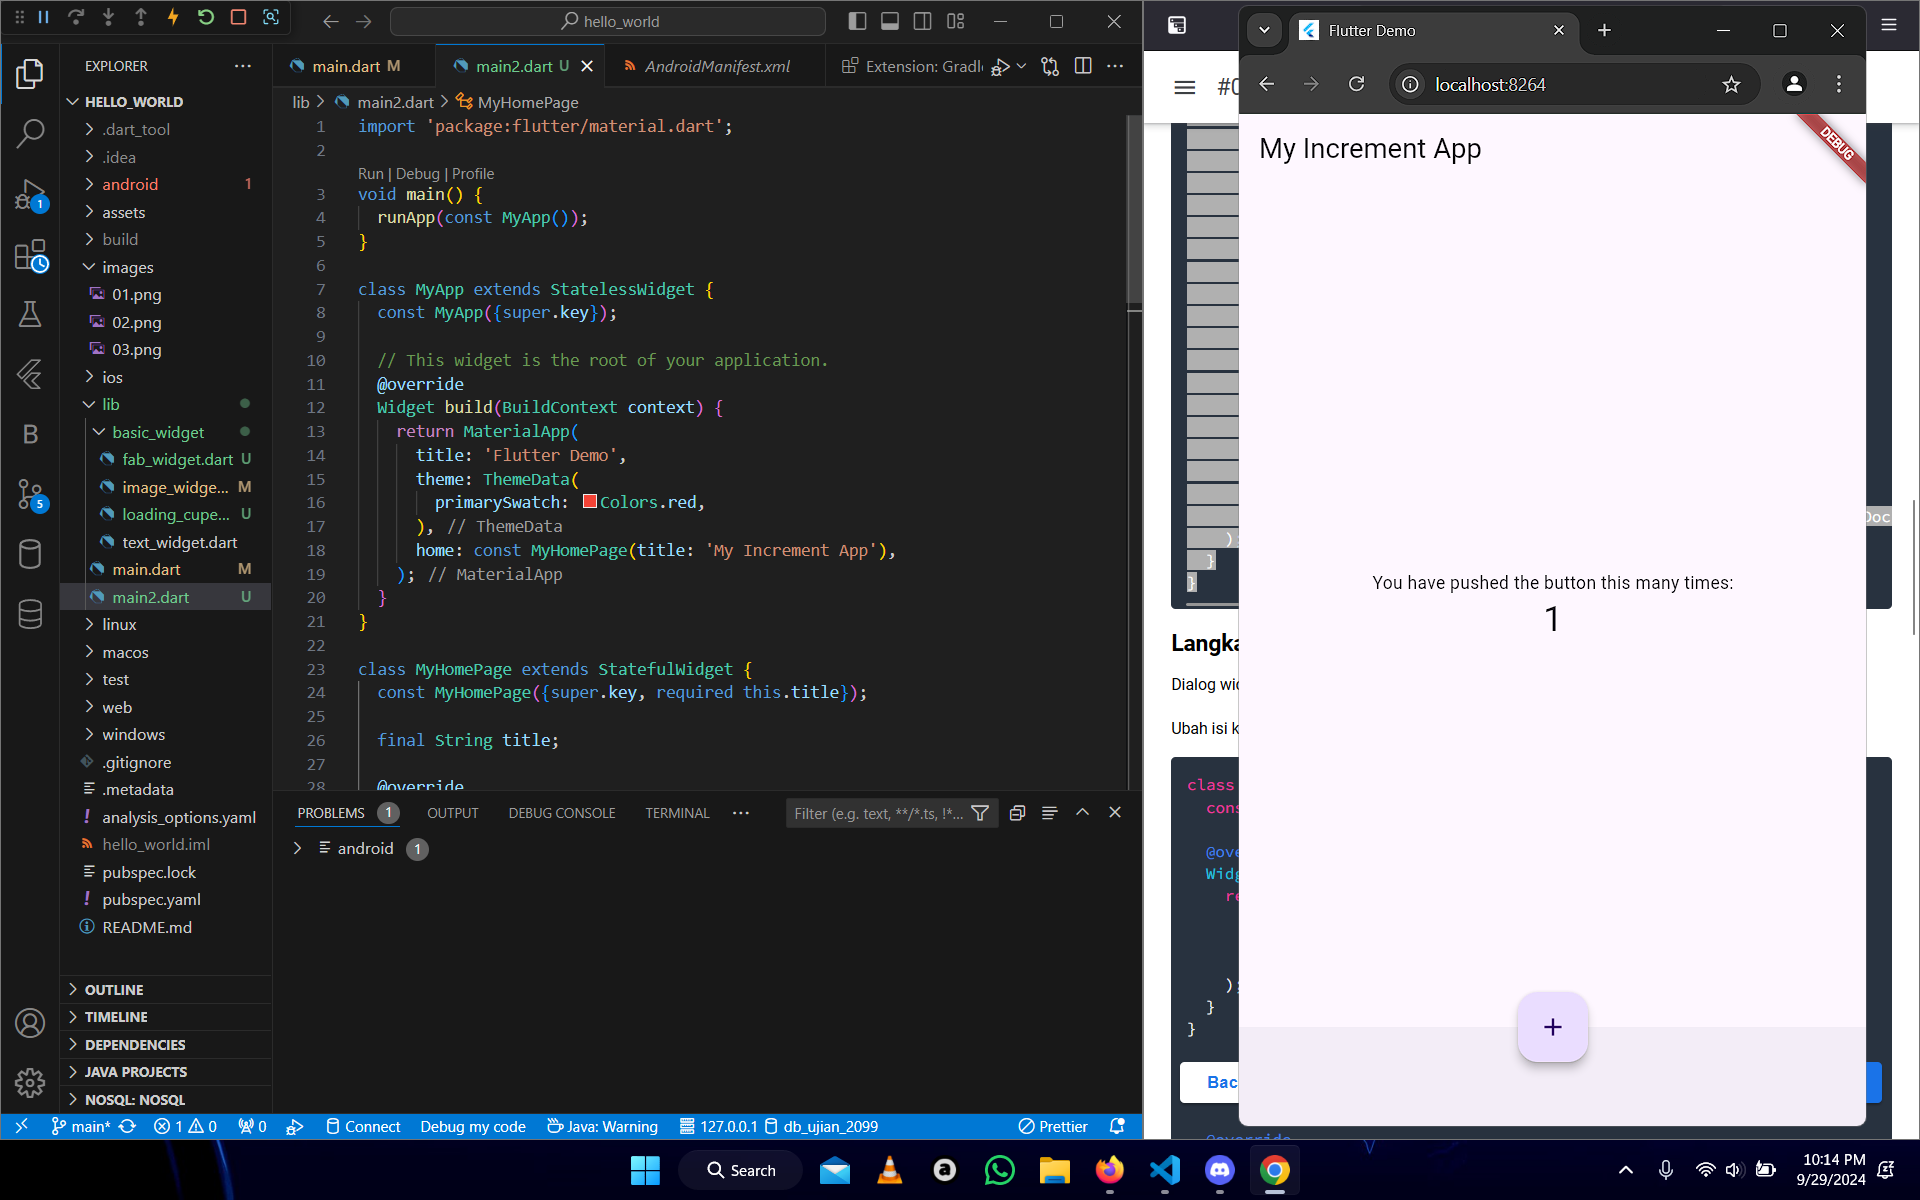 hello_world
EXPLORER
HELLO_WORLD
.dart_tool
.idea
android 1
assets
build
images
01.png
02.png
03.png
ios
lib
basic_widget
fab_widget.dart U
image_widge... M
loading_cupe... U
text_widget.dart
main.dart M
main2.dart U
linux
macos
test
web
windows
.gitignore
.metadata
analysis_options.yaml
hello_world.iml
pubspec.lock
pubspec.yaml
README.md
OUTLINE
TIMELINE
DEPENDENCIES
JAVA PROJECTS
NOSQL: NOSQL
1
5
main.dart M
main2.dart U
AndroidManifest.xml
Extension: Gradle
lib > main2.dart > MyHomePage
1 import 'package:flutter/material.dart';
2
Run | Debug | Profile
3 void main() {
4 runApp(const MyApp());
5 }
6
7 class MyApp extends StatelessWidget {
8 const MyApp({super.key});
9
10 // This widget is the root of your application.
11 @override
12 Widget build(BuildContext context) {
13 return MaterialApp(
14 title: 'Flutter Demo',
15 theme: ThemeData(
16 primarySwatch: Colors.red,
17 ), // ThemeData
18 home: const MyHomePage(title: 'My Increment App'),
19 ); // MaterialApp
20 }
21 }
22
23 class MyHomePage extends StatefulWidget {
24 const MyHomePage({super.key, required this.title});
25
26 final String title;
27
28 @override
PROBLEMS 1 OUTPUT DEBUG CONSOLE TERMINAL
Filter (e.g. text, **/*.ts, !*...
android 1
main* 1 0 0 Connect Debug my code Java: Warning 127.0.0.1 db_ujian_2099 Prettier
#0
);
}
}
Doc
Langka
Dialog wid
Ubah isi k
class
cons
@ove
Widg
re
);
}
}
Bac
@override
Flutter Demo
localhost:8264
My Increment App
DEBUG
You have pushed the button this many times:
1
+
Search
10:14 PM
9/29/2024